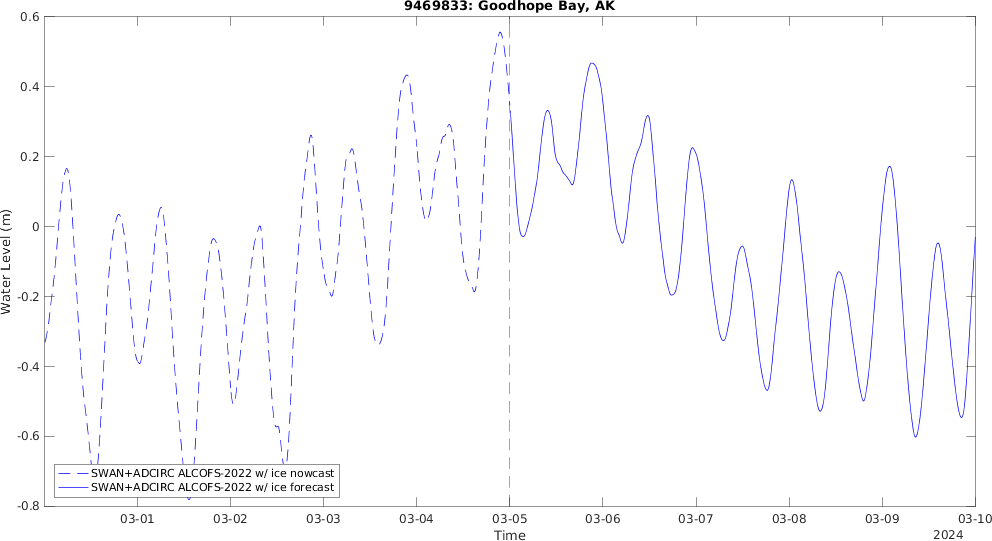 9469833: Goodhope Bay, AK
Water Level (m)
0.6
0.4
0.2
0
-0.2
-0.4
-0.6
-0.8
SWAN+ADCIRC ALCOFS-2022 w/ ice nowcast
SWAN+ADCIRC ALCOFS-2022 w/ ice forecast
03-01 03-02 03-03 03-04 03-05 03-06 03-07 03-08 03-09 03-10
Time
2024